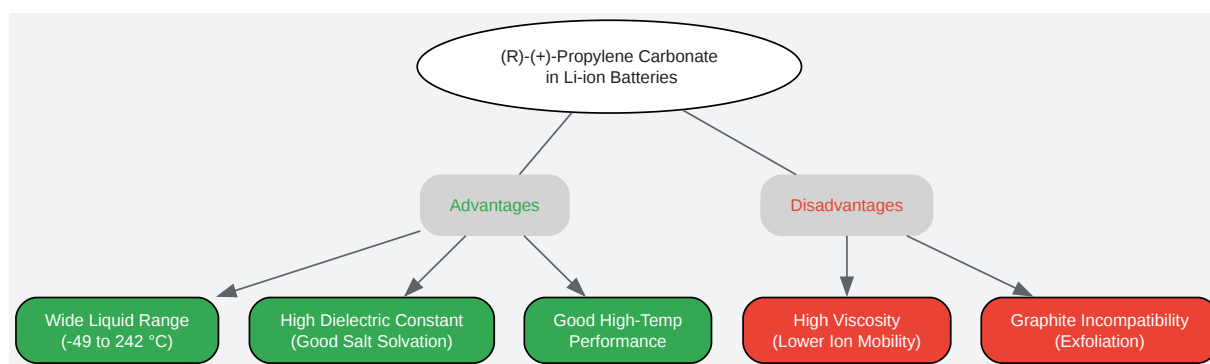 (R)-(+)-Propylene Carbonate
in Li-ion Batteries
Advantages
Disadvantages
Wide Liquid Range
(-49 to 242 °C)
High Dielectric Constant
(Good Salt Solvation)
Good High-Temp
Performance
High Viscosity
(Lower Ion Mobility)
Graphite Incompatibility
(Exfoliation)